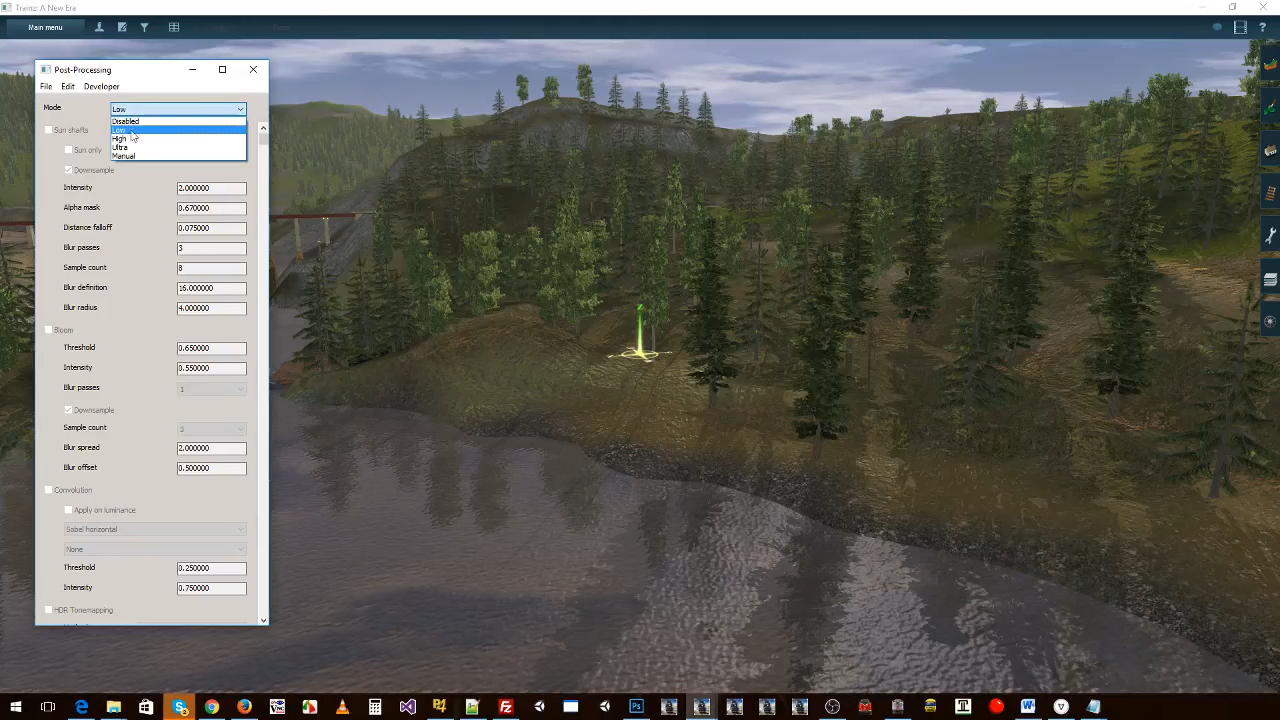 Trainz: A New Era
Main menu
Post-Processing
File Edit Developer
Mode
Low
Disabled
Low
High
Ultra
Manual
Sun shafts
Sun only
Downsample
Intensity 2.000000
Alpha mask 0.670000
Distance falloff 0.075000
Blur passes 3
Sample count 8
Blur definition 16.000000
Blur radius 4.000000
Bloom
Threshold 0.650000
Intensity 0.550000
Blur passes 1
Downsample
Sample count 3
Blur spread 2.000000
Blur offset 0.500000
Convolution
Apply on luminance
Sobel horizontal
None
Threshold 0.250000
Intensity 0.750000
HDR Tonemapping